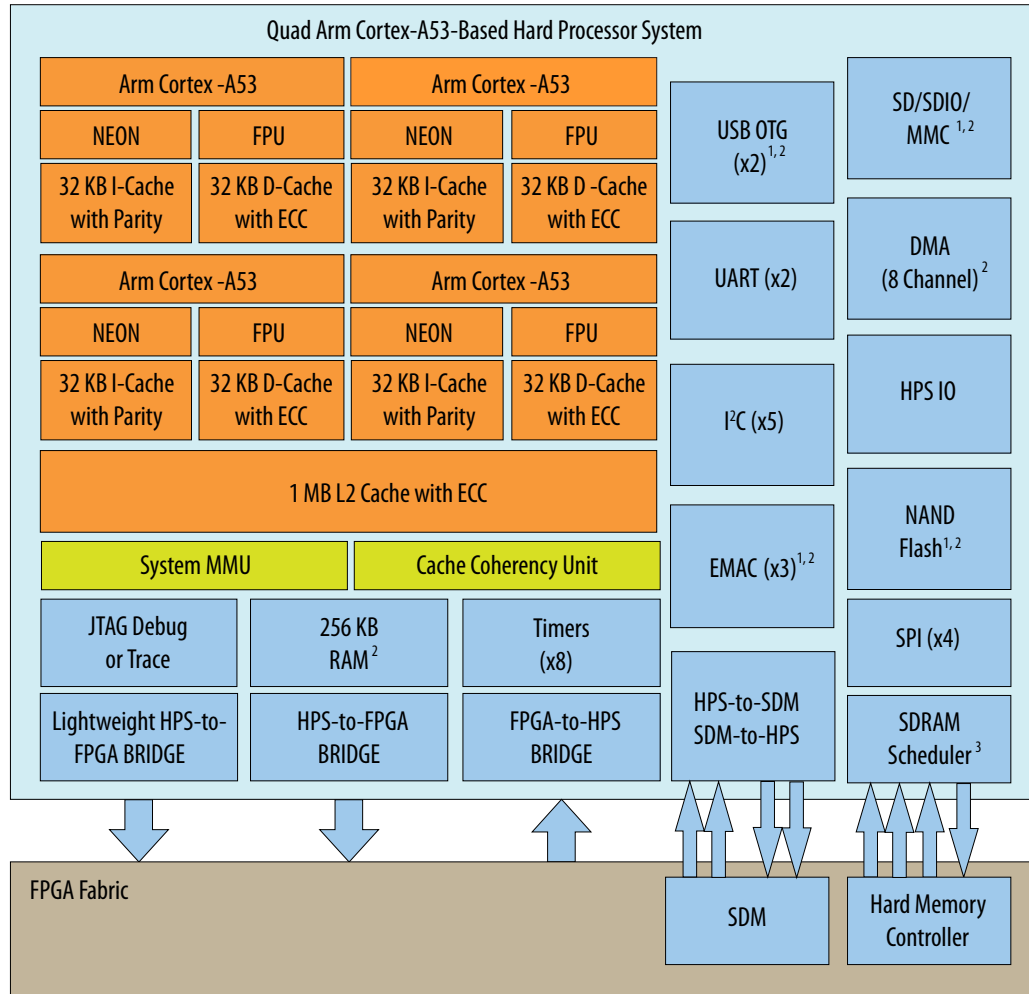 Quad Arm Cortex-A53-Based Hard Processor System
Arm Cortex -A53
NEON
FPU
32 KB I-Cache
with Parity
32 KB D-Cache
with ECC
Arm Cortex -A53
NEON
FPU
32 KB I-Cache
with Parity
32 KB D -Cache
with ECC
Arm Cortex -A53
NEON
FPU
32 KB I-Cache
with Parity
32 KB D-Cache
with ECC
Arm Cortex -A53
NEON
FPU
32 KB I-Cache
with Parity
32 KB D-Cache
with ECC
1 MB L2 Cache with ECC
System MMU
Cache Coherency Unit
JTAG Debug
or Trace
256 KB
RAM 2
Timers
(x8)
Lightweight HPS-to-
FPGA BRIDGE
HPS-to-FPGA
BRIDGE
FPGA-to-HPS
BRIDGE
USB OTG
(x2) 1, 2
UART (x2)
I2C (x5)
EMAC (x3) 1, 2
HPS-to-SDM
SDM-to-HPS
SD/SDIO/
MMC 1, 2
DMA
(8 Channel) 2
HPS IO
NAND
Flash 1, 2
SPI (x4)
SDRAM
Scheduler 3
FPGA Fabric
SDM
Hard Memory
Controller